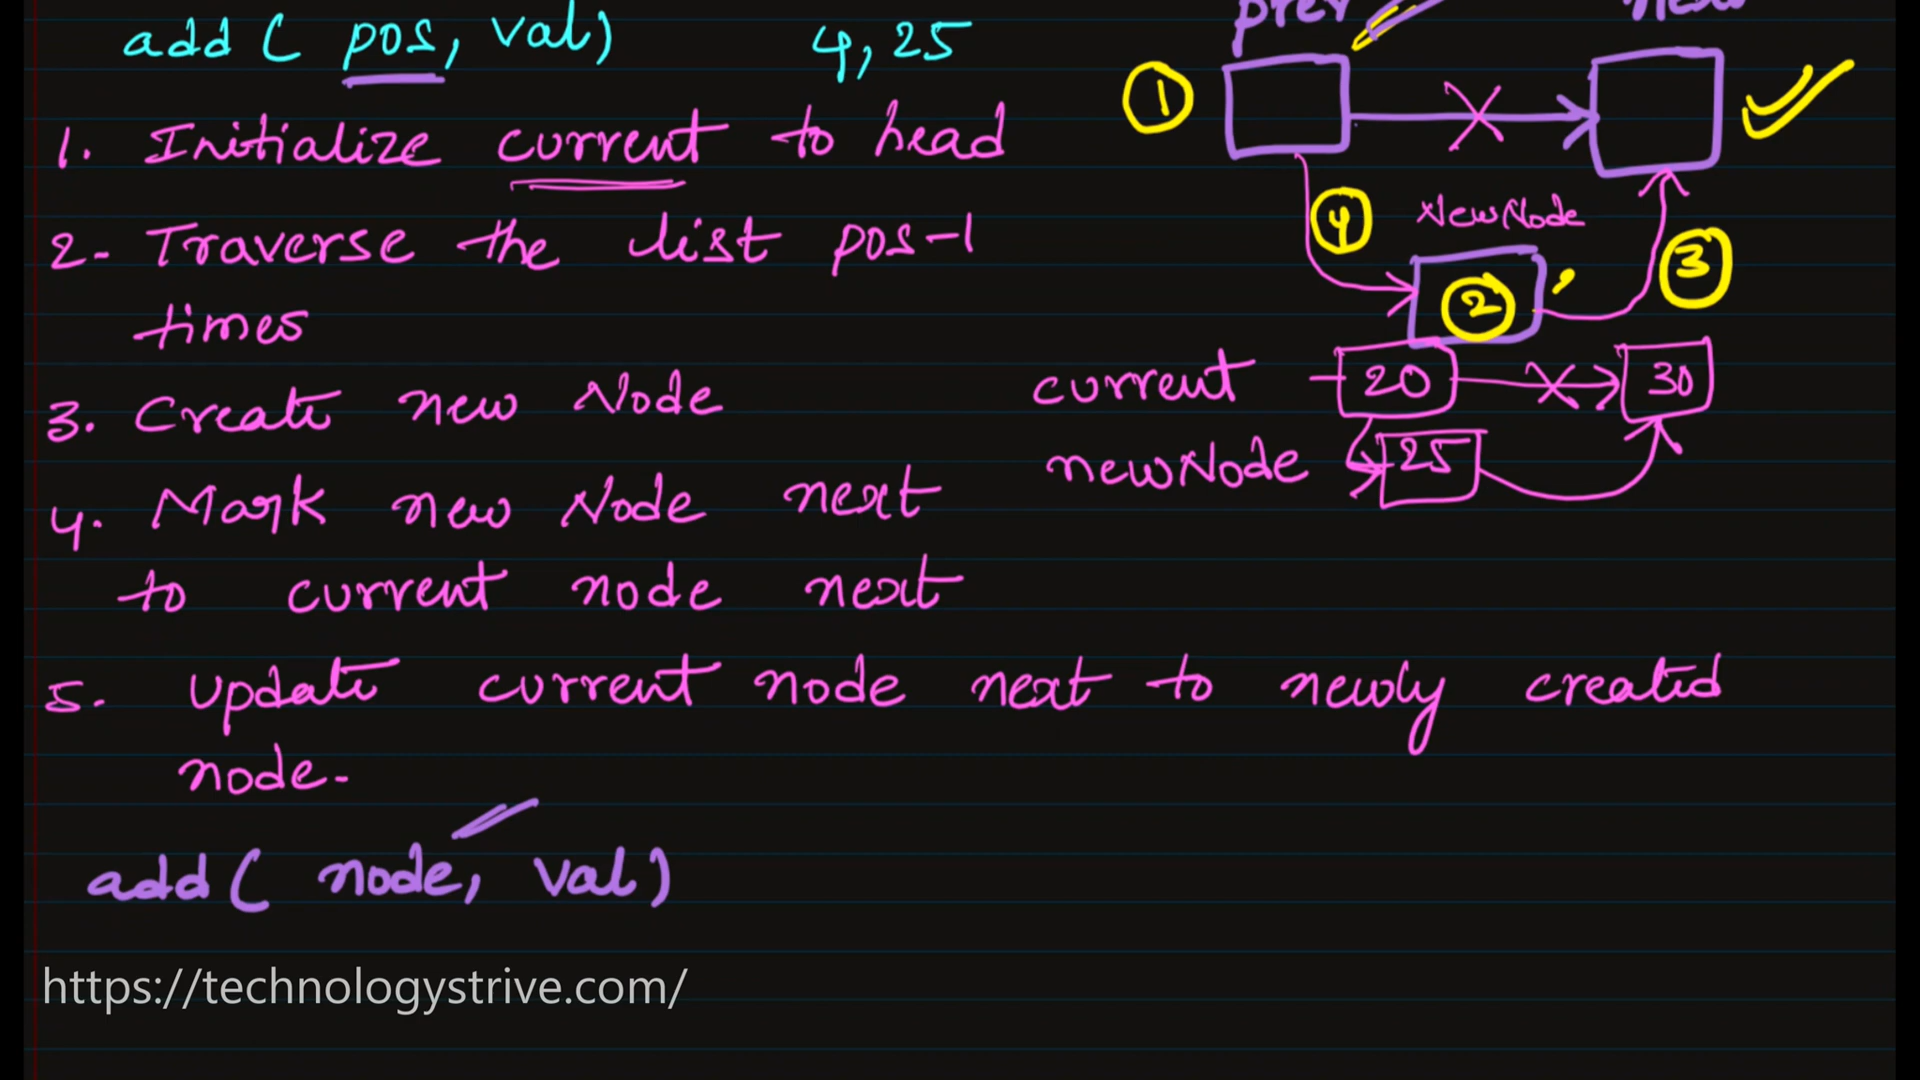 prev next
add ( pos, val) 4, 25
1
1. Initialize current to head
4 NewNode
2. Traverse the list pos-1
3
2
times
current 20 30
3. Create new Node
newNode 25
4. Mark new Node next
to current node next
5. Update current node next to newly created
node.
add ( node, val)
https://technologystrive.com/